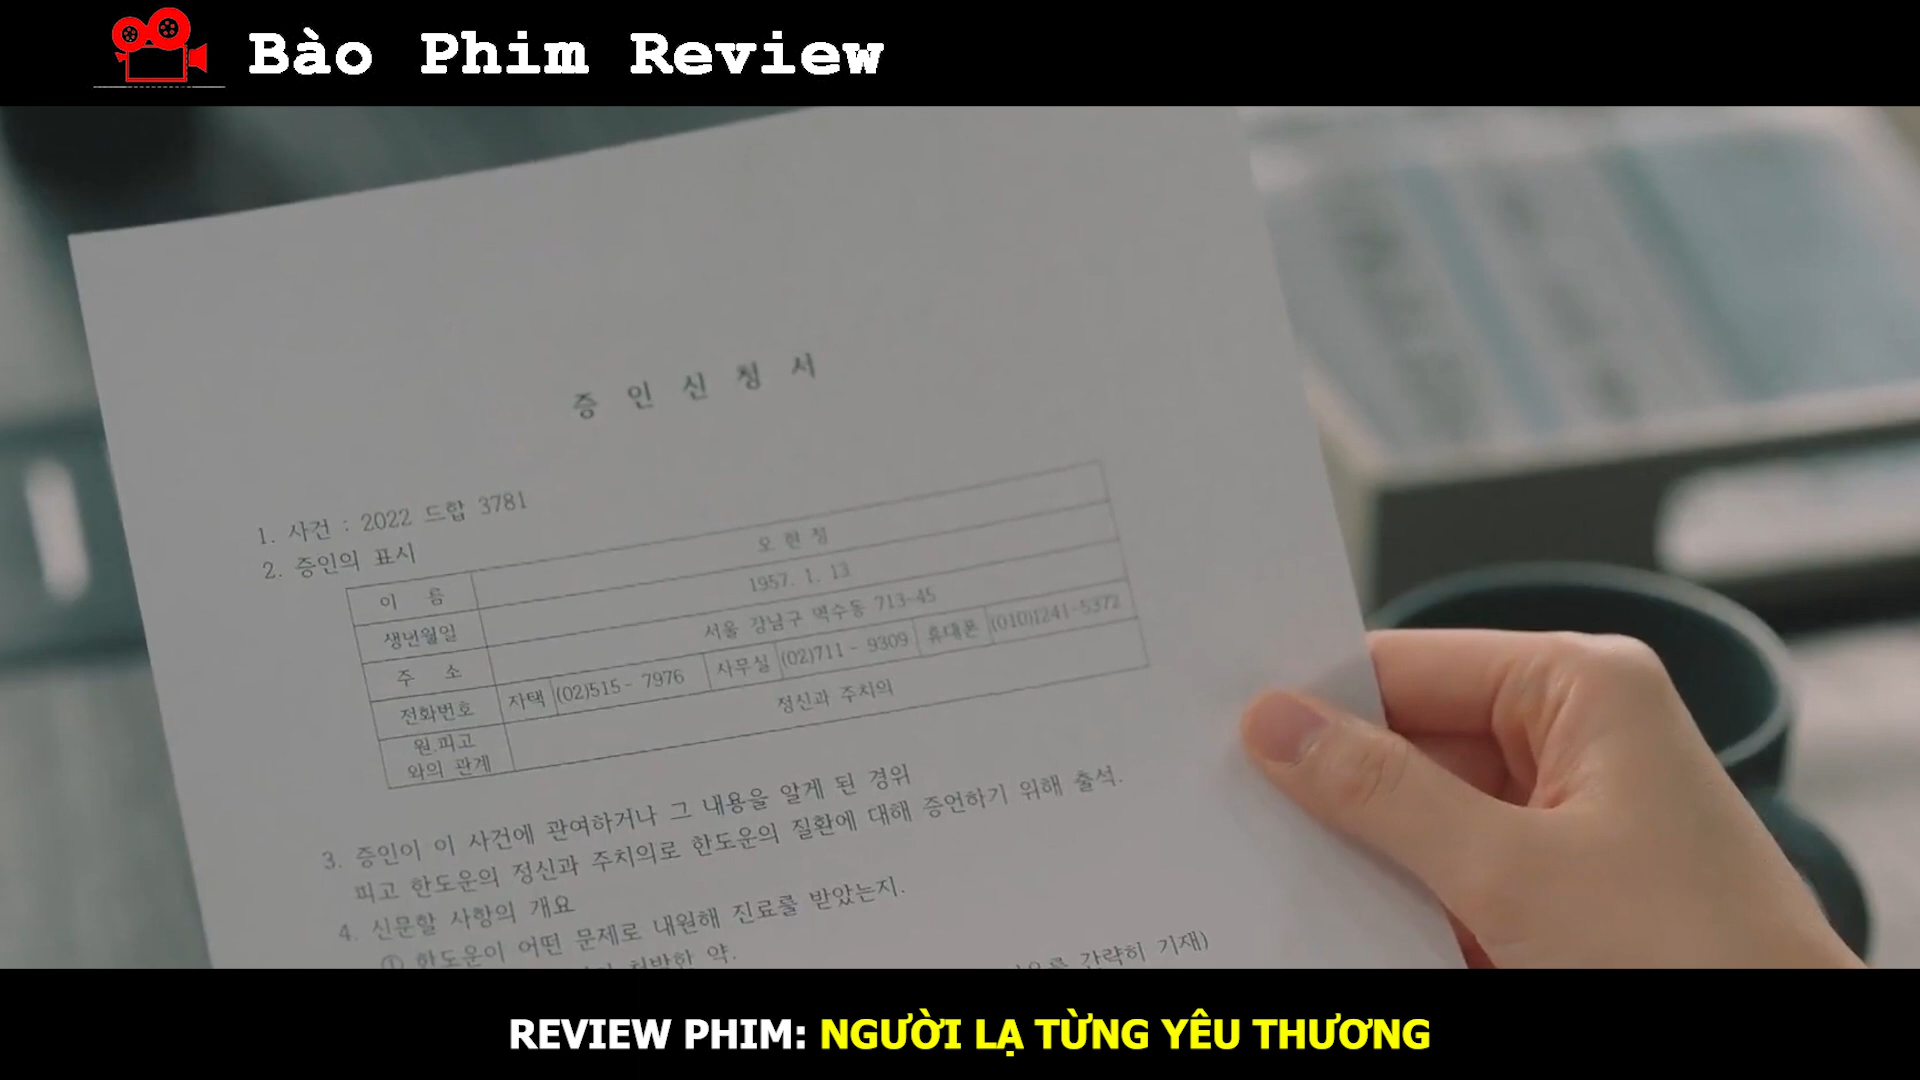 Bào Phim Review
증 인 신 청 서
1. 사건 : 2022 드합 3781
2. 증인의 표시
이 름 오 현 정
생년월일 1957. 1. 13
주 소 서울 강남구 역수동 713-45
전화번호 자택 (02)515- 7976 사무실 (02)711- 9309 휴대폰 (010)1241-5372
원.피고
와의 관계 정신과 주치의
3. 증인이 이 사건에 관여하거나 그 내용을 알게 된 경위
피고 한도운의 정신과 주치의로 한도운의 질환에 대해 증언하기 위해 출석.
4. 신문할 사항의 개요
① 한도운이 어떤 문제로 내원해 진료를 받았는지.
처방한 약.
간략히 기재)
REVIEW PHIM: NGƯỜI LẠ TỪNG YÊU THƯƠNG